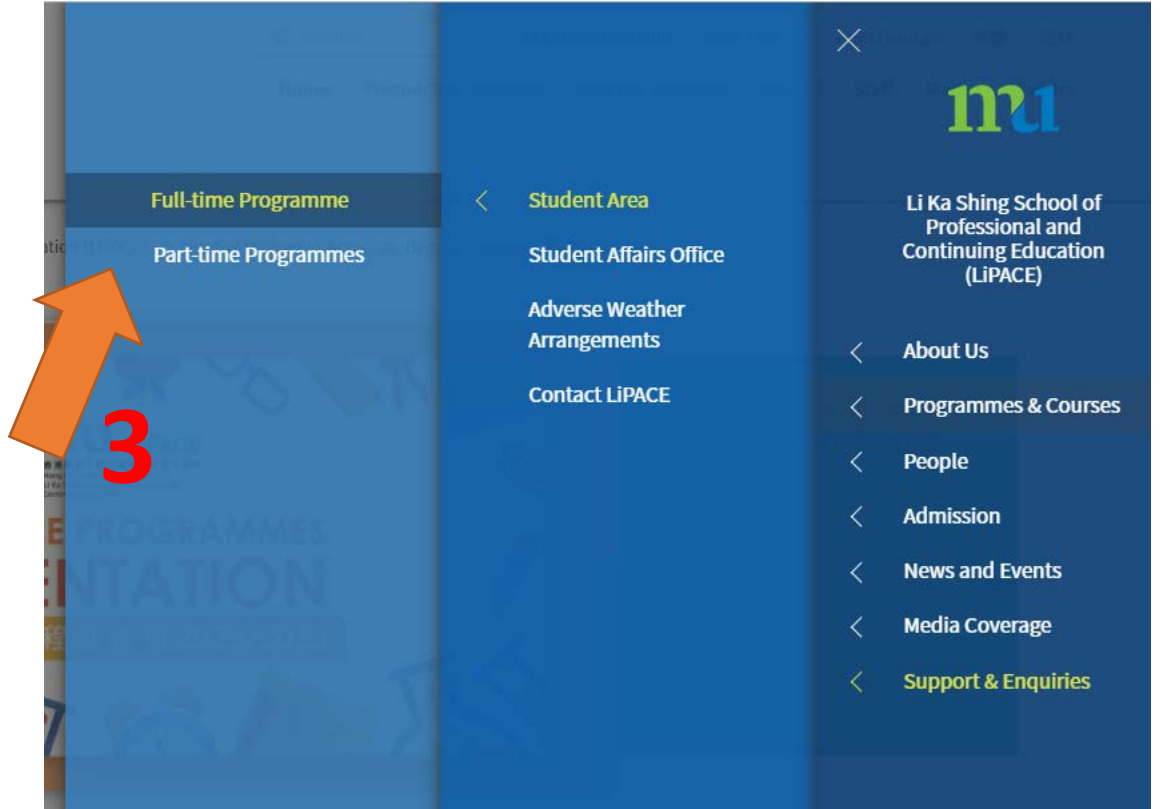 mu
Full-time Programme
Part-time Programmes
3
Student Area
Student Affairs Office
Adverse Weather
Arrangements
Contact LiPACE
Li Ka Shing School of
Professional and
Continuing Education
(LiPACE)
About Us
Programmes & Courses
People
Admission
News and Events
Media Coverage
Support & Enquiries
E PROGRAMMES
ENTATION